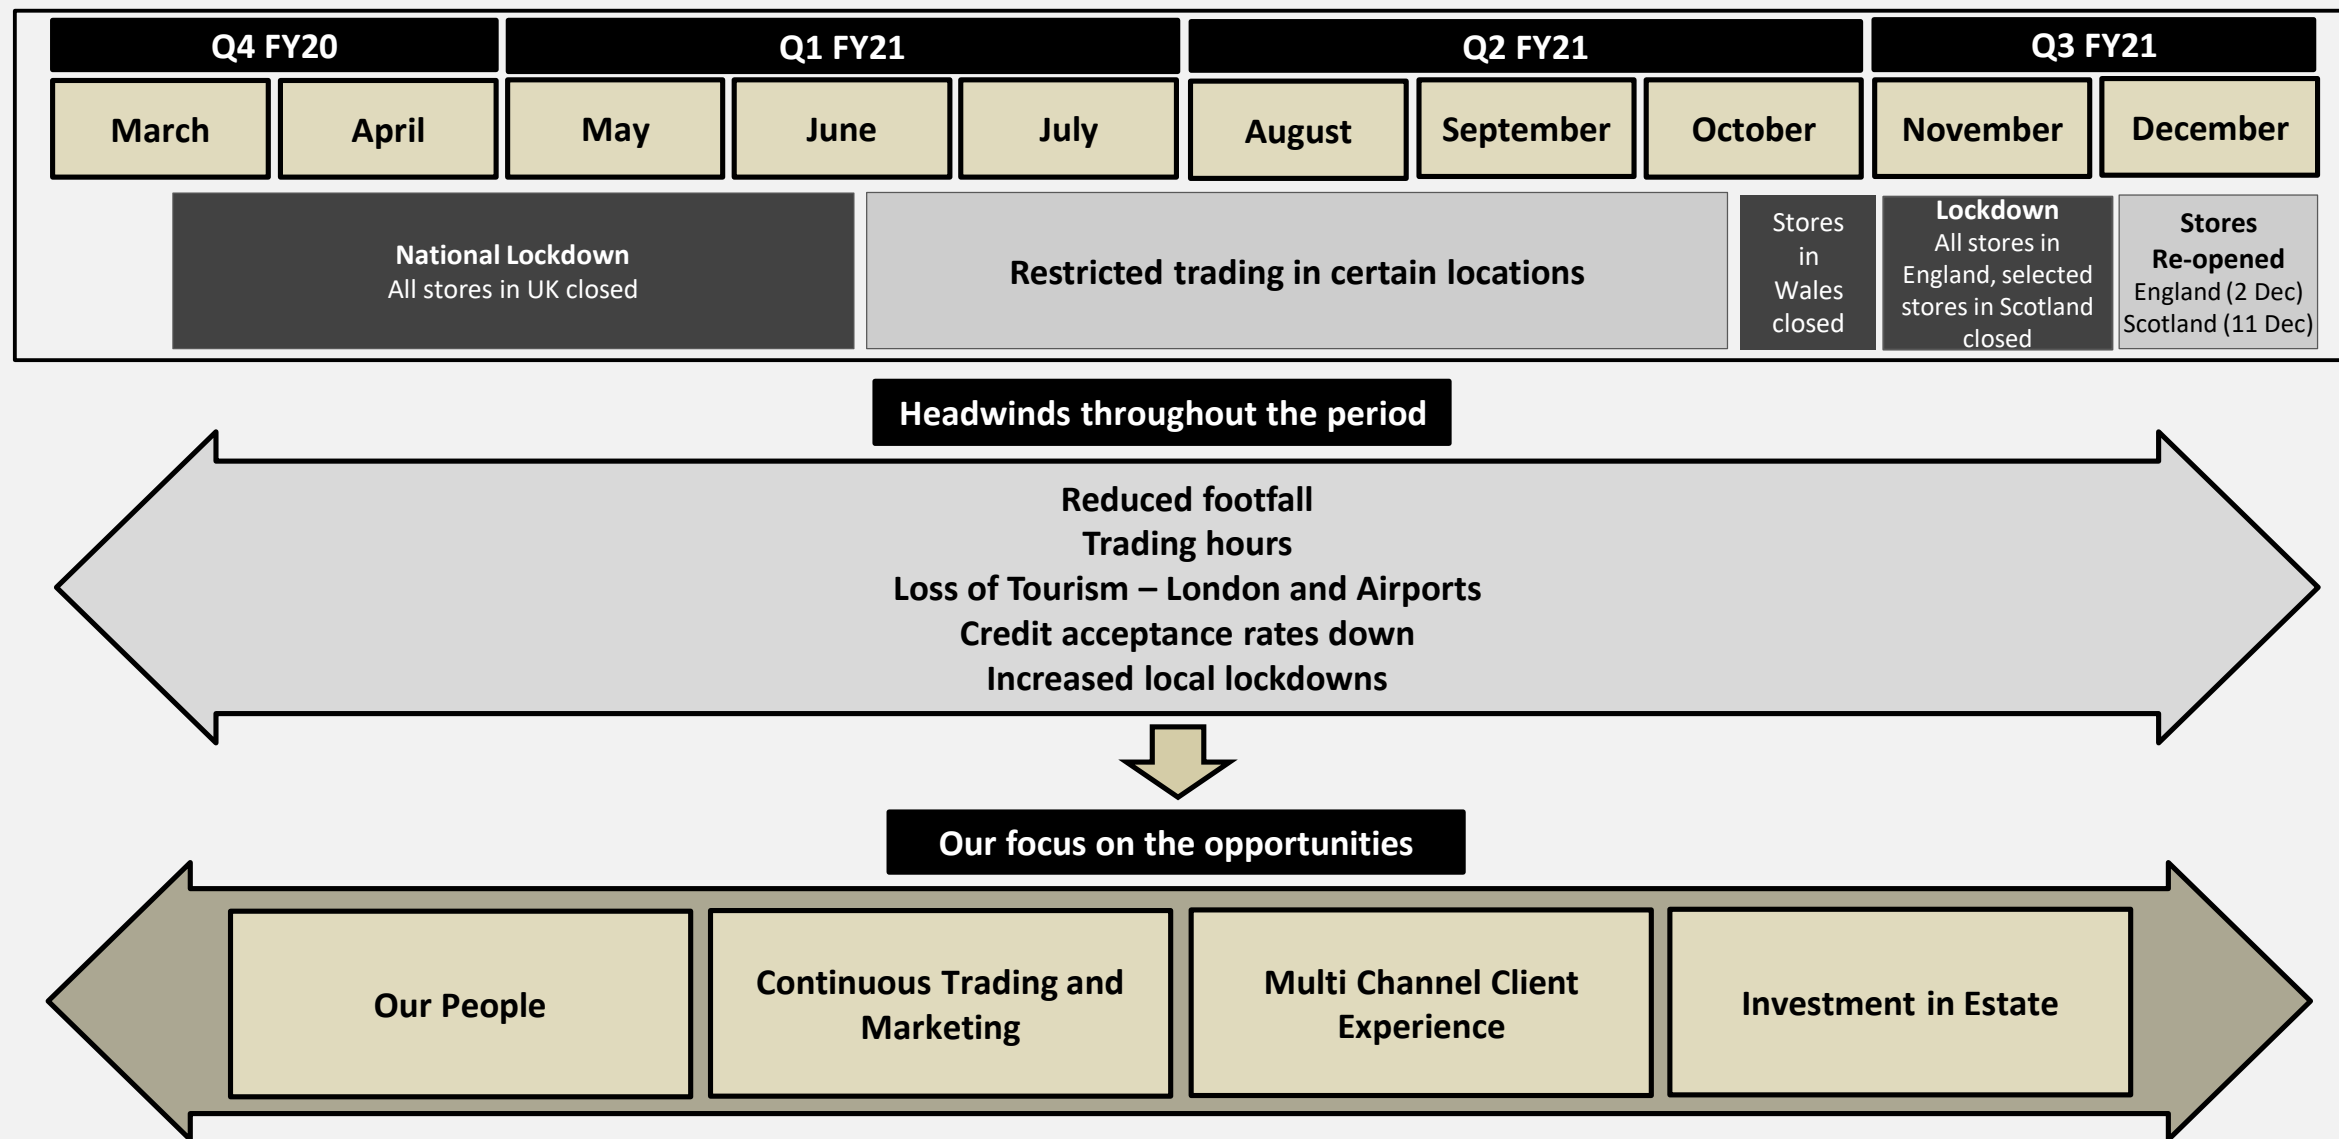 Q4 FY20
Q1 FY21
Q2 FY21
Q3 FY21
March
April
May
June
July
August
September
October
November
December
National Lockdown
All stores in UK closed
Restricted trading in certain locations
Stores
in
Wales
closed
Lockdown
All stores in
England, selected
stores in Scotland
closed
Stores
Re-opened
England (2 Dec)
Scotland (11 Dec)
Headwinds throughout the period
Reduced footfall
Trading hours
Loss of Tourism – London and Airports
Credit acceptance rates down
Increased local lockdowns
Our focus on the opportunities
Our People
Continuous Trading and
Marketing
Multi Channel Client
Experience
Investment in Estate